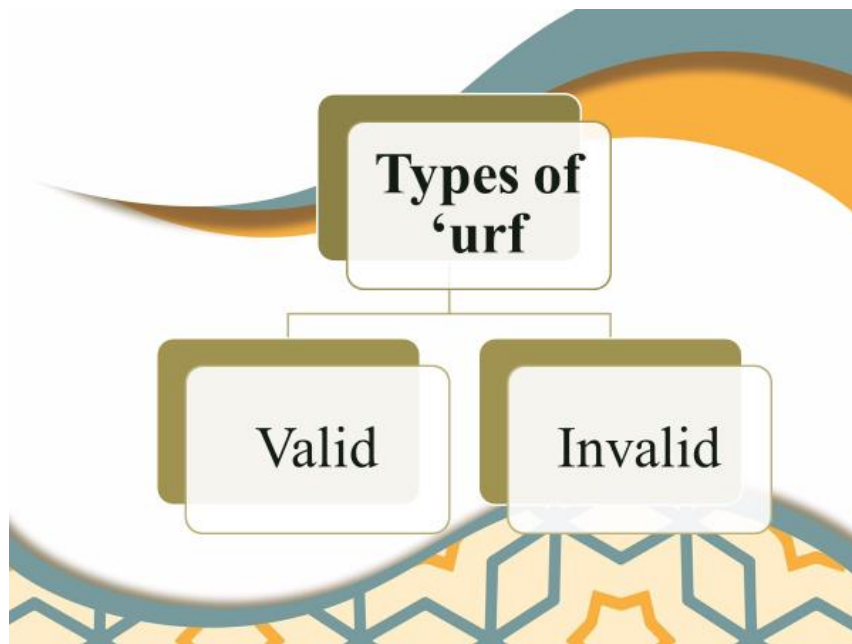 Types of
‘urf
Valid
Invalid